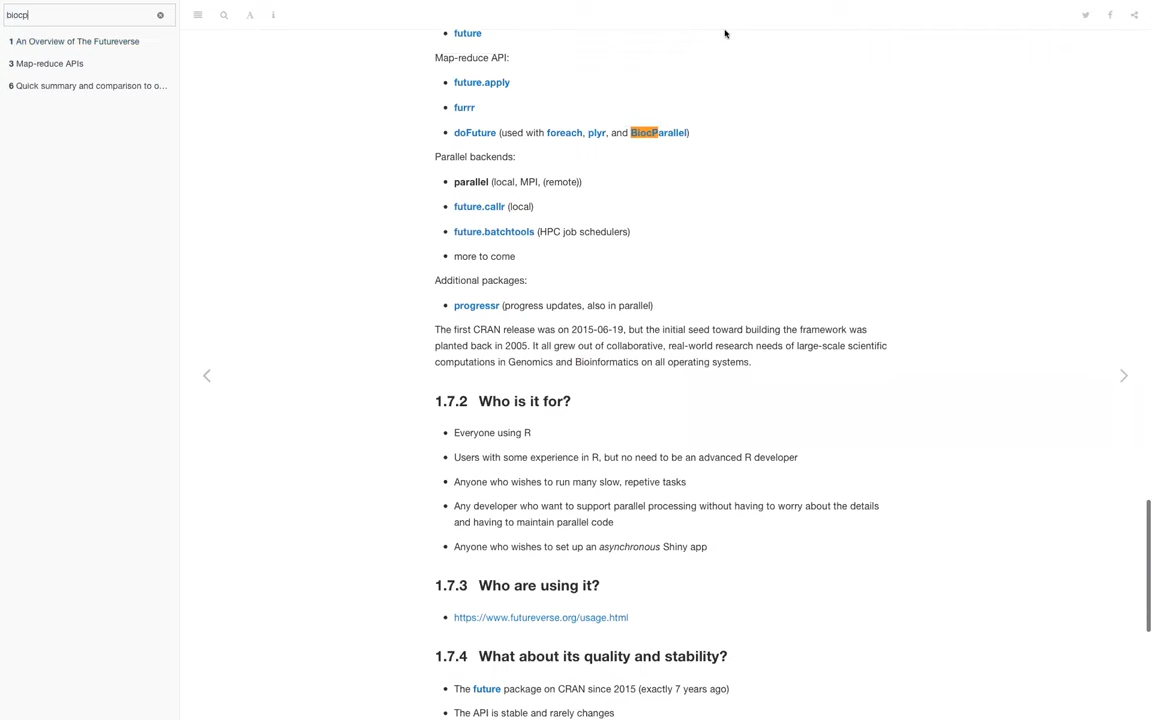 biocp
1 An Overview of The Futureverse
3 Map-reduce APIs
6 Quick summary and comparison to o...
A
i
• future
Map-reduce API:
• future.apply
• furrr
• doFuture (used with foreach, plyr, and BiocParallel)
Parallel backends:
• parallel (local, MPI, (remote))
• future.callr (local)
• future.batchtools (HPC job schedulers)
• more to come
Additional packages:
• progressr (progress updates, also in parallel)
The first CRAN release was on 2015-06-19, but the initial seed toward building the framework was
planted back in 2005. It all grew out of collaborative, real-world research needs of large-scale scientific
computations in Genomics and Bioinformatics on all operating systems.
1.7.2 Who is it for?
• Everyone using R
• Users with some experience in R, but no need to be an advanced R developer
• Anyone who wishes to run many slow, repetive tasks
• Any developer who want to support parallel processing without having to worry about the details
and having to maintain parallel code
• Anyone who wishes to set up an asynchronous Shiny app
1.7.3 Who are using it?
• https://www.futureverse.org/usage.html
1.7.4 What about its quality and stability?
• The future package on CRAN since 2015 (exactly 7 years ago)
• The API is stable and rarely changes